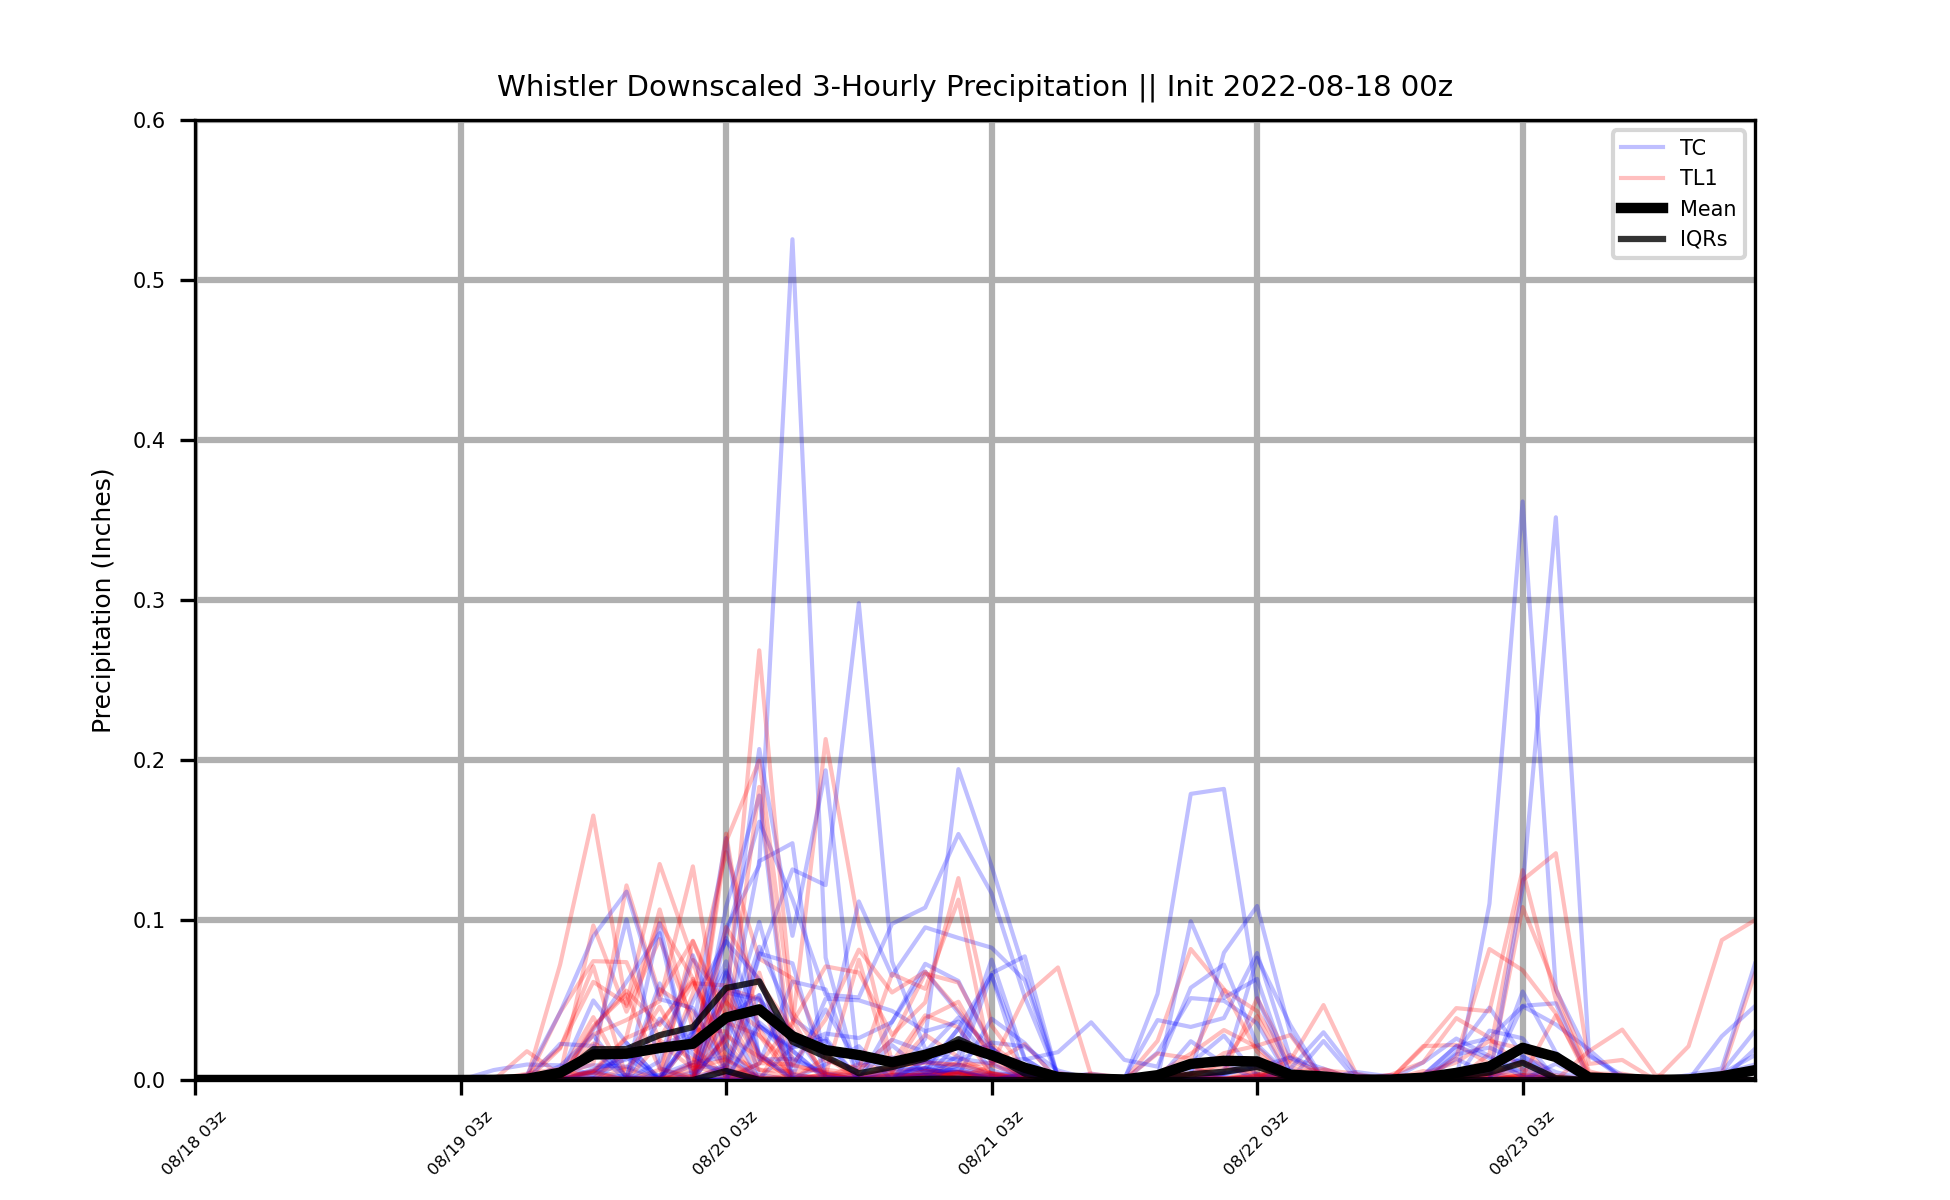 Whistler Downscaled 3-Hourly Precipitation || Init 2022-08-18 00z
TC
TL1
Mean
IQRs
Precipitation (Inches)
0.6
0.5
0.4
0.3
0.2
0.1
0.0
08/18 03z
08/19 03z
08/20 03z
08/21 03z
08/22 03z
08/23 03z